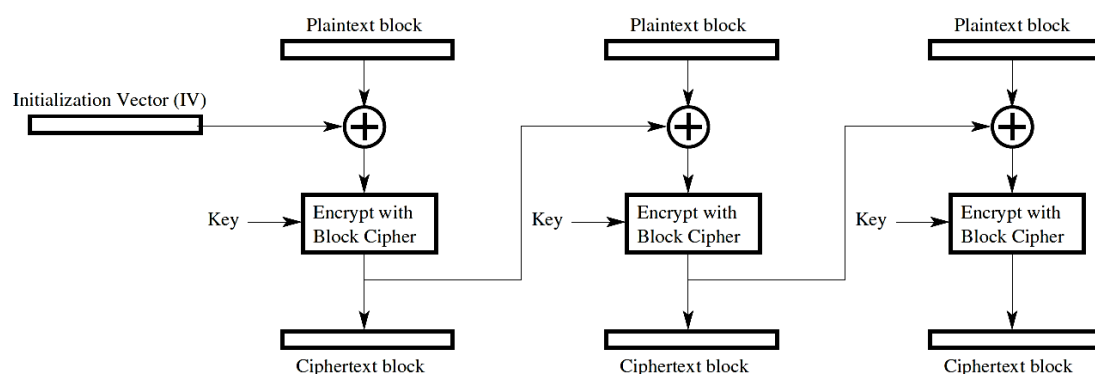 Plaintext block
Plaintext block
Plaintext block
Initialization Vector (IV)
Key
Encrypt with
Block Cipher
Key
Encrypt with
Block Cipher
Key
Encrypt with
Block Cipher
Ciphertext block
Ciphertext block
Ciphertext block